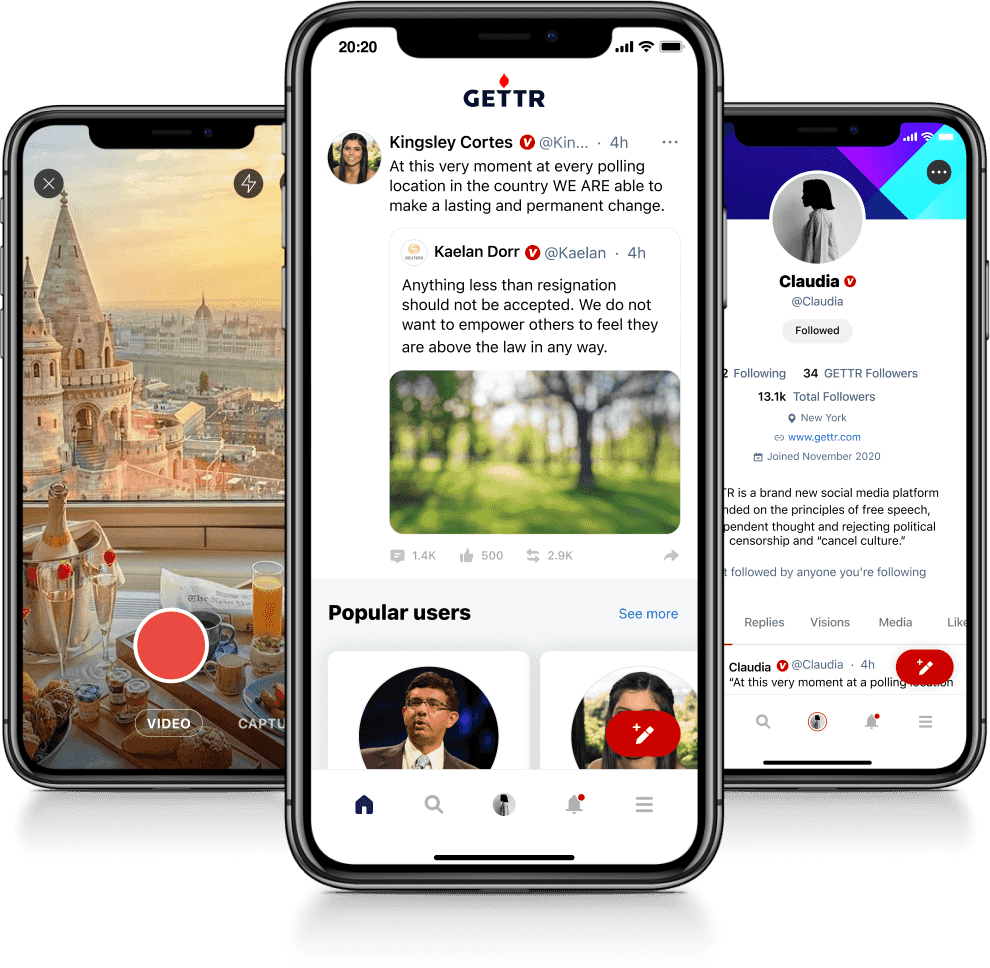 VIDEO
CAPTU
20:20
GETTR
Kingsley Cortes V @Kin... · 4h
At this very moment at every polling
location in the country WE ARE able to
make a lasting and permanent change.
REUTERS
Kaelan Dorr V @Kaelan · 4h
Anything less than resignation
should not be accepted. We do not
want to empower others to feel they
are above the law in any way.
1.4K 500 2.9K
Popular users See more
Claudia V
@Claudia
Followed
2 Following 34 GETTR Followers
13.1k Total Followers
New York
www.gettr.com
Joined November 2020
TR is a brand new social media platform
nded on the principles of free speech,
pendent thought and rejecting political
censorship and “cancel culture.”
t followed by anyone you're following
Replies Visions Media Like
Claudia V @Claudia · 4h
“At this very moment at a polling location